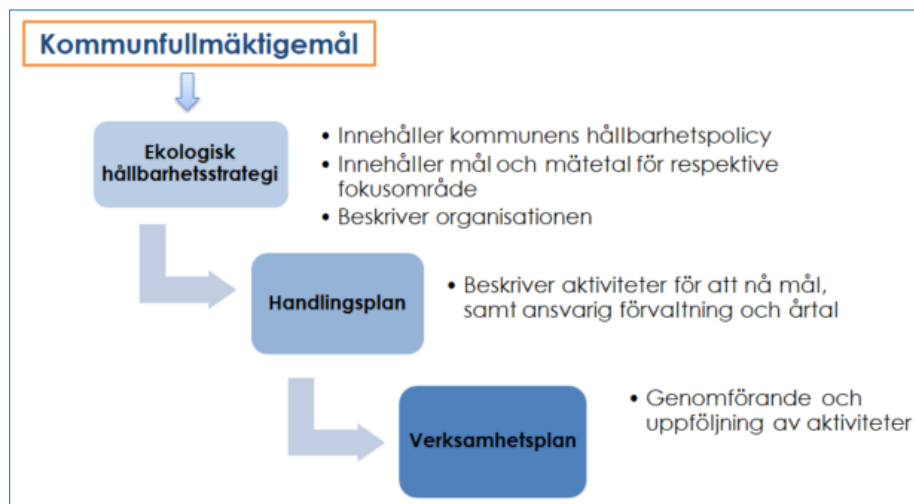 Kommunfullmäktigemål
Ekologisk
hållbarhetsstrategi
• Innehåller kommunens hållbarhetspolicy
• Innehåller mål och mätetal för respektive
fokusområde
• Beskriver organisationen
Handlingsplan
• Beskriver aktiviteter för att nå mål,
samt ansvarig förvaltning och årtal
Verksamhetsplan
• Genomförande och
uppföljning av aktiviteter